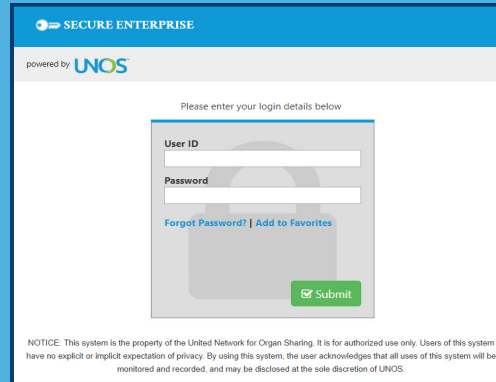 SECURE ENTERPRISE
powered by UNOS
Please enter your login details below
User ID
Password
Forgot Password? | Add to Favorites
Submit
NOTICE: This system is the property of the United Network for Organ Sharing. It is for authorized use only. Users of this system
have no explicit or implicit expectation of privacy. By using this system, the user acknowledges that all uses of this system will be
monitored and recorded, and may be disclosed at the sole discretion of UNOS.